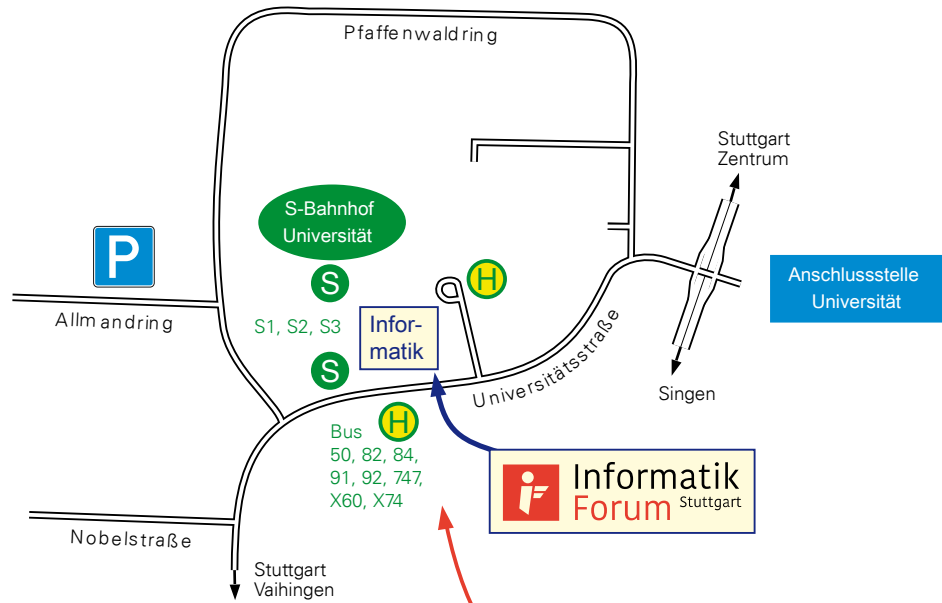 Pfaffenwaldring
Stuttgart
Zentrum
S-Bahnhof
Universität
P
S
H
Anschlussstelle
Universität
Allmandring
S1, S2, S3
Infor-
matik
S
Universitätsstraße
Singen
H
Bus
50, 82, 84,
91, 92, 747,
X60, X74
Informatik
Forum Stuttgart
Nobelstraße
Stuttgart
Vaihingen